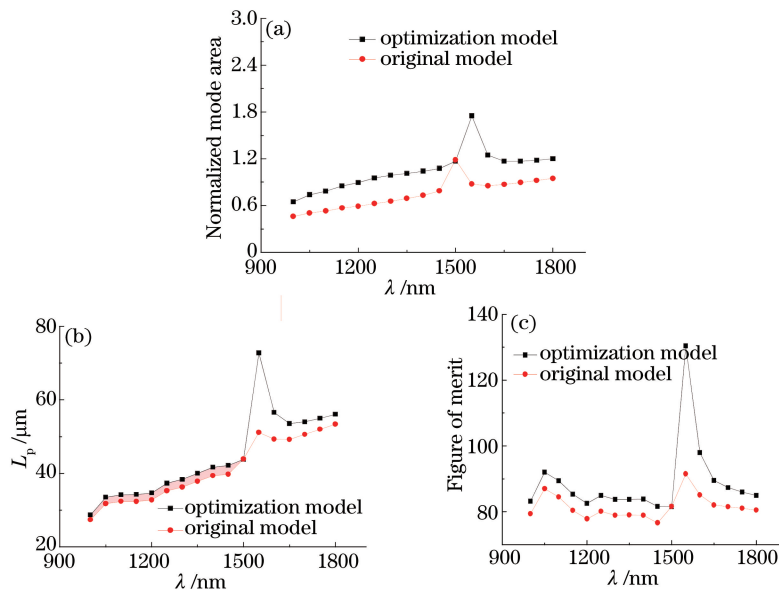 (a)
optimization model
original model
Normalized mode area
3.0
2.4
1.8
1.2
0.6
0
900
1200
1500
1800
λ /nm
(b)
optimization model
original model
Lp /μm
80
60
40
20
900
1200
1500
1800
λ /nm
(c)
optimization model
original model
Figure of merit
140
120
100
80
900
1200
1500
1800
λ /nm